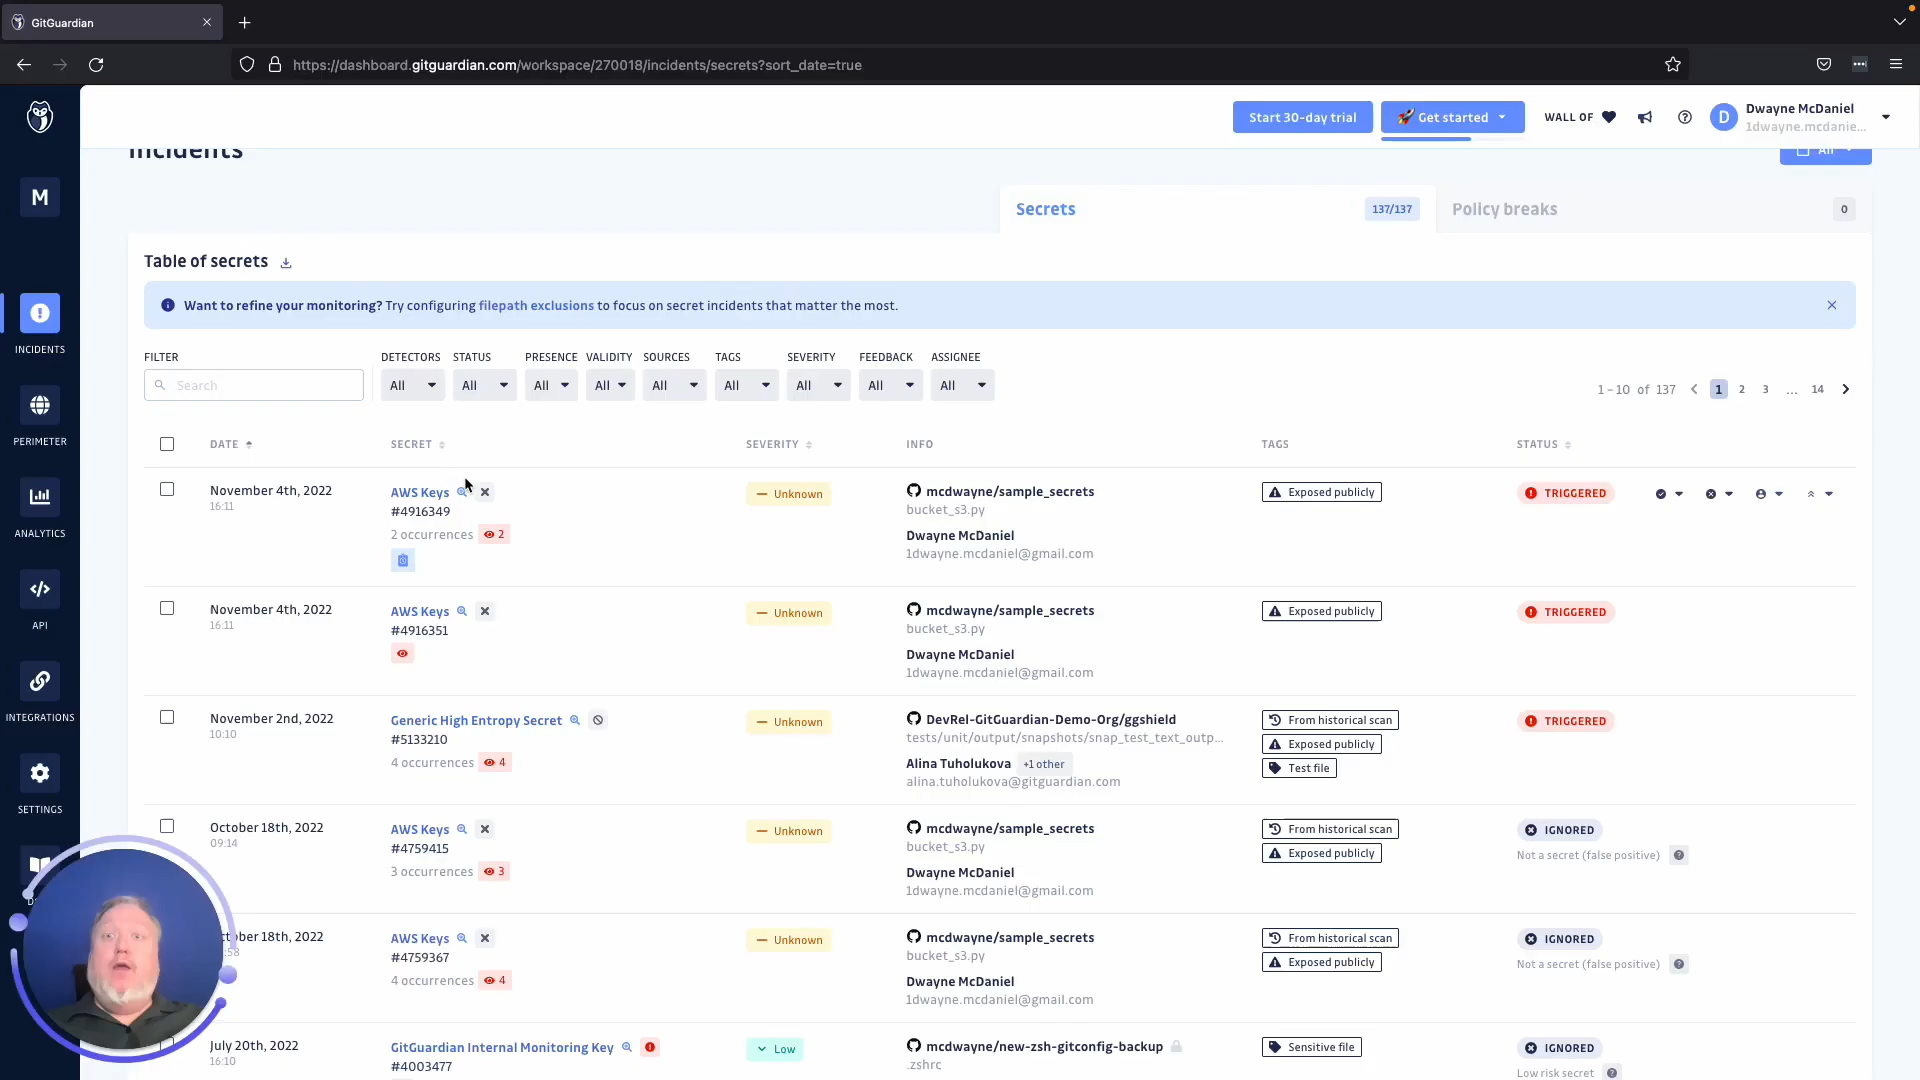 GitGuardian
https://dashboard.gitguardian.com/workspace/270018/incidents/secrets?sort_date=true
Start 30-day trial
Get started
WALL OF
D
Dwayne McDaniel
1dwayne.mcdanie...
Incidents
All
M
Secrets
137/137
Policy breaks
0
Table of secrets
Want to refine your monitoring? Try configuring filepath exclusions to focus on secret incidents that matter the most.
INCIDENTS
PERIMETER
ANALYTICS
API
INTEGRATIONS
SETTINGS
FILTER
DETECTORS
STATUS
PRESENCE
VALIDITY
SOURCES
TAGS
SEVERITY
FEEDBACK
ASSIGNEE
Search
All
All
All
All
All
All
All
All
All
1-10 of 137
1
2
3
...
14
DATE
SECRET
SEVERITY
INFO
TAGS
STATUS
November 4th, 2022
16:11
AWS Keys
#4916349
2 occurrences
2
Unknown
mcdwayne/sample_secrets
bucket_s3.py
Dwayne McDaniel
1dwayne.mcdaniel@gmail.com
Exposed publicly
TRIGGERED
November 4th, 2022
16:11
AWS Keys
#4916351
Unknown
mcdwayne/sample_secrets
bucket_s3.py
Dwayne McDaniel
1dwayne.mcdaniel@gmail.com
Exposed publicly
TRIGGERED
November 2nd, 2022
10:10
Generic High Entropy Secret
#5133210
4 occurrences
4
Unknown
DevRel-GitGuardian-Demo-Org/ggshield
tests/unit/output/snapshots/snap_test_text_outp...
Alina Tuholukova +1 other
alina.tuholukova@gitguardian.com
From historical scan
Exposed publicly
Test file
TRIGGERED
October 18th, 2022
09:14
AWS Keys
#4759415
3 occurrences
3
Unknown
mcdwayne/sample_secrets
bucket_s3.py
Dwayne McDaniel
1dwayne.mcdaniel@gmail.com
From historical scan
Exposed publicly
IGNORED
Not a secret (false positive)
18th, 2022
:58
AWS Keys
#4759367
4 occurrences
4
Unknown
mcdwayne/sample_secrets
bucket_s3.py
Dwayne McDaniel
1dwayne.mcdaniel@gmail.com
From historical scan
Exposed publicly
IGNORED
Not a secret (false positive)
July 20th, 2022
16:10
GitGuardian Internal Monitoring Key
#4003477
Low
mcdwayne/new-zsh-gitconfig-backup
.zshrc
Sensitive file
IGNORED
Low risk secret